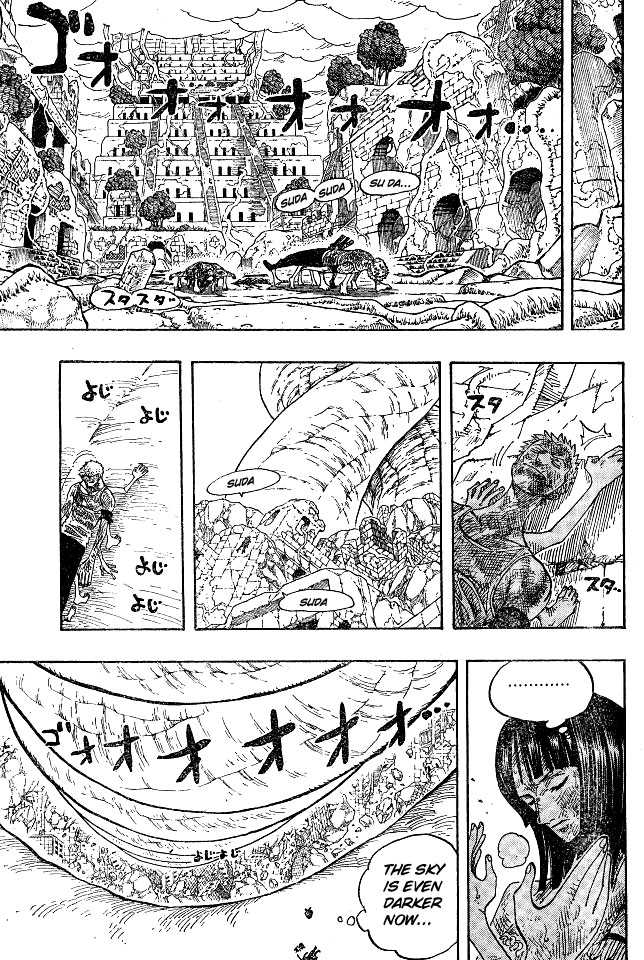 ゴオオオオオオオ...
SUDA
SUDA
SU DA...
スタスタ
スタ
スタ
SUDA
SUDA
よじ
よじ
よじ
よじ
............
ゴオオオオオオオ...
よじよじ
THE SKY
IS EVEN
DARKER
NOW...